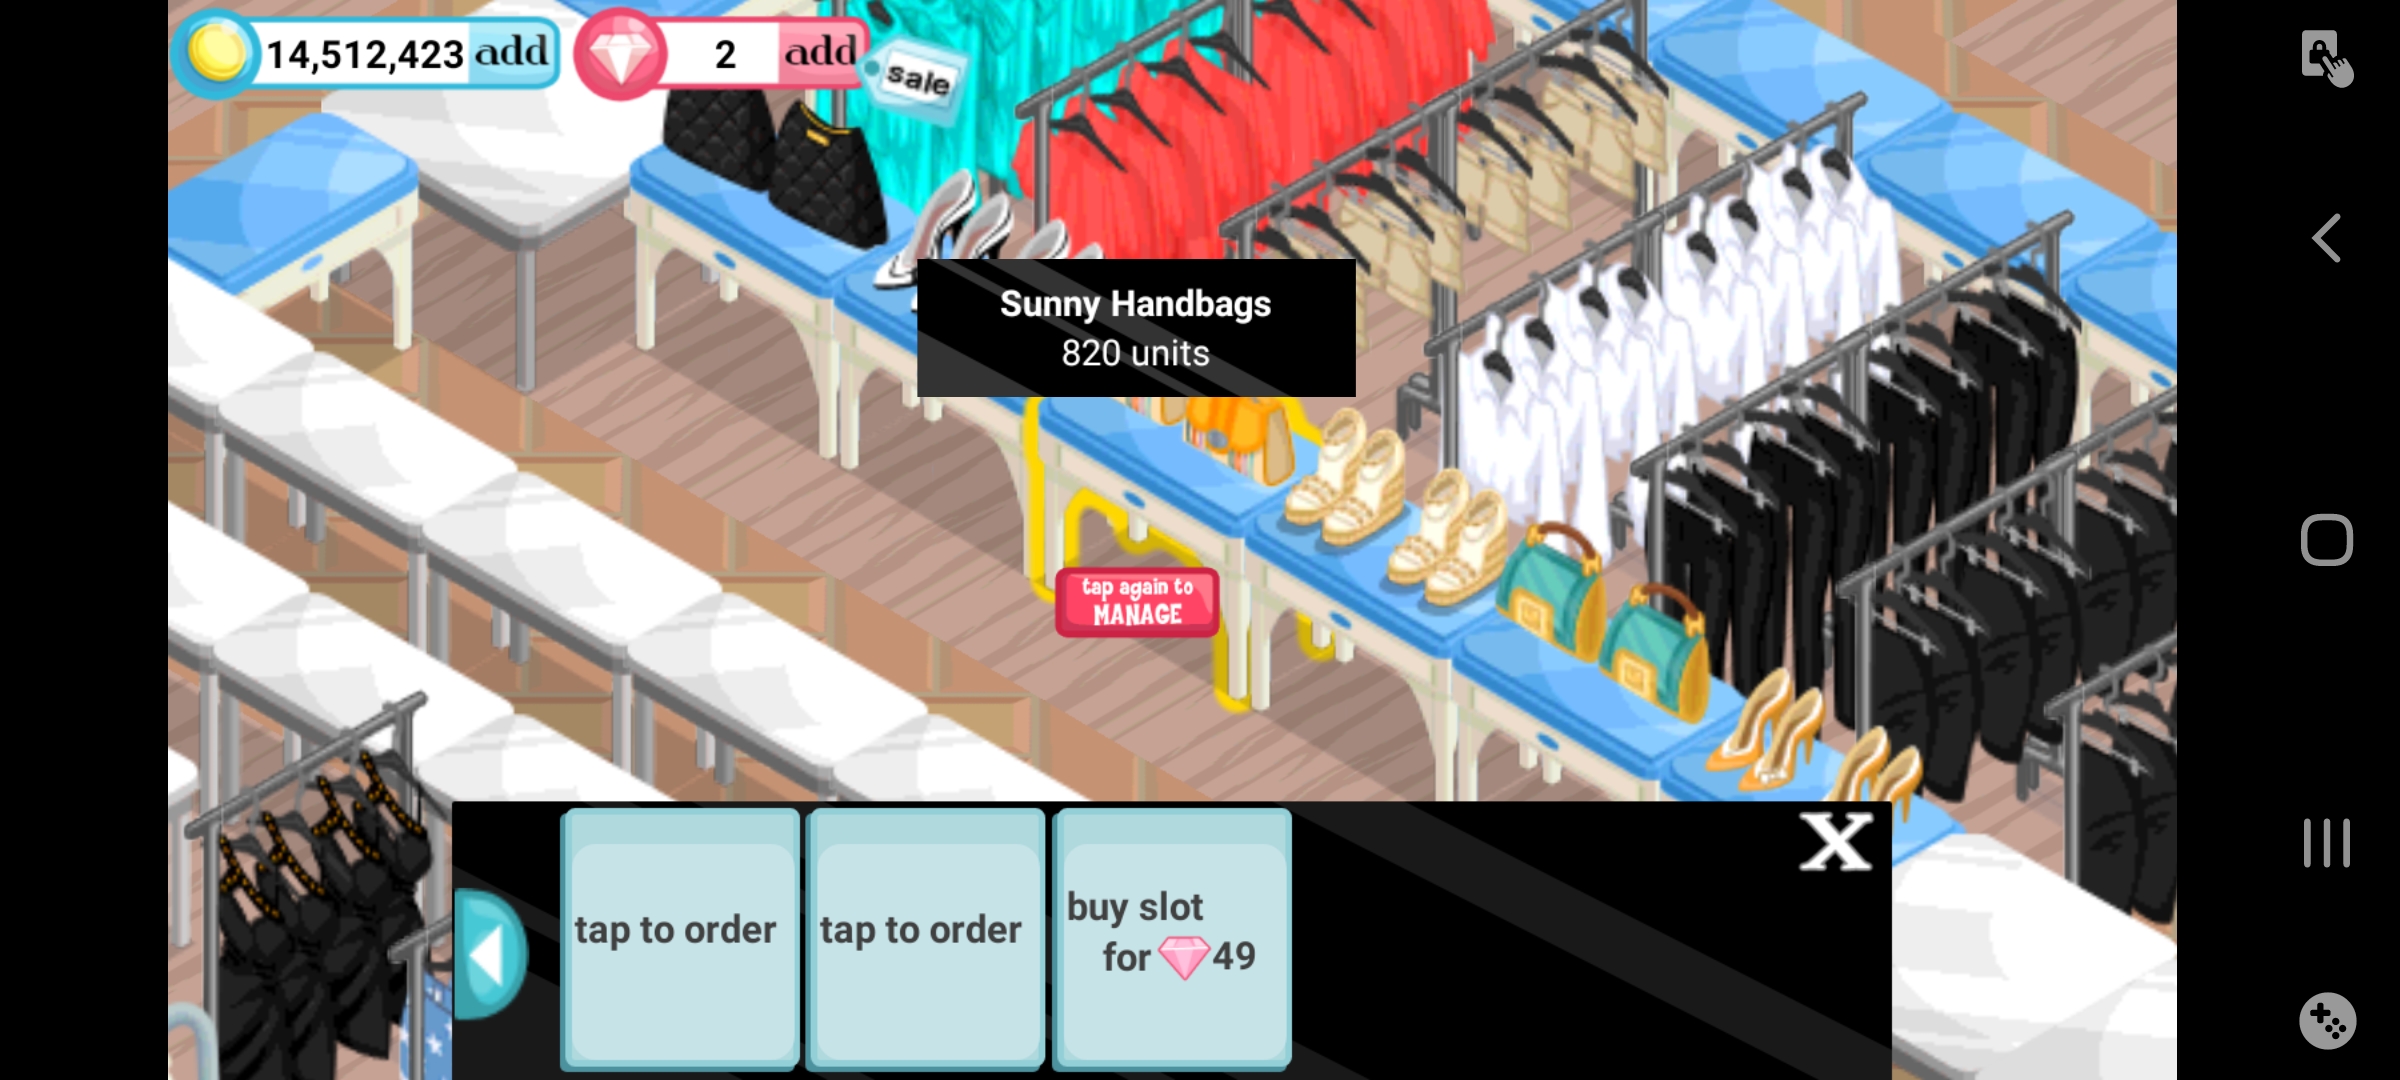 14,512,423 add
2 add
sale
Sunny Handbags
820 units
tap again to
MANAGE
X
tap to order
tap to order
buy slot
for 49